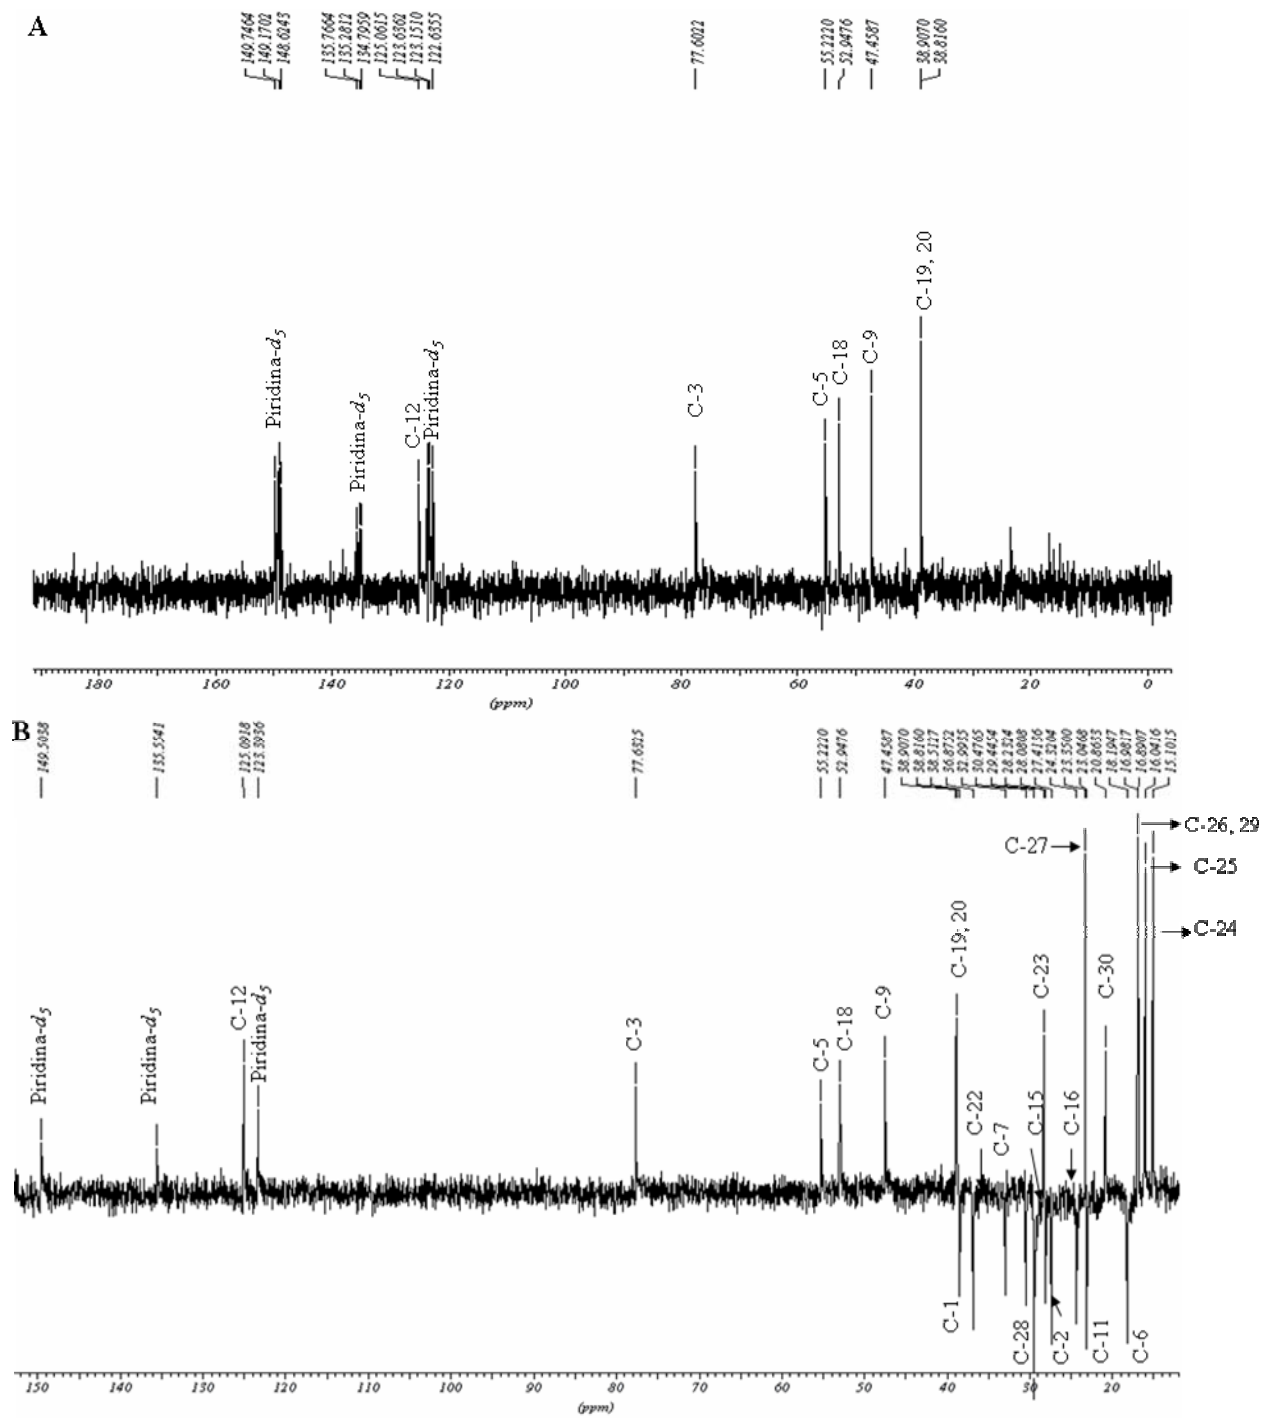 A
149.7464
149.1702
148.6243
135.7664
135.2812
134.7959
125.0615
123.6362
123.1510
122.6355
77.6022
55.2220
52.9476
47.4587
38.9070
38.8160
Piridina-d5
Piridina-d5
C-12
Piridina-d5
C-3
C-5
C-18
C-9
C-19, 20
180 160 140 120 100 80 60 40 20 0
(ppm)
B
149.5038
135.5541
125.0918
123.3936
77.6325
55.2220
52.9476
47.4587
38.9070
38.8160
38.5127
36.8732
32.9935
30.4765
29.4454
28.2324
28.0808
27.4136
24.3204
23.3500
23.0468
20.8633
18.1947
16.9817
16.8907
16.0416
15.1015
C-26, 29
C-27
C-25
C-24
Piridina-d5
Piridina-d5
C-12
Piridina-d5
C-3
C-5
C-18
C-9
C-19; 20
C-22
C-7
C-15
C-23
C-16
C-30
C-1
C-28
C-2
C-11
C-6
150 140 130 120 110 100 90 80 70 60 50 40 30 20
(ppm)